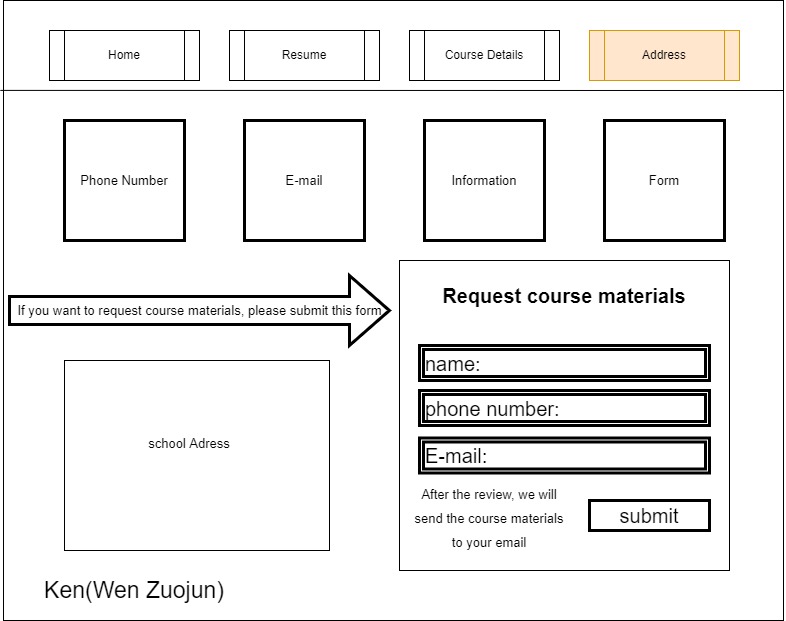 Home
Resume
Course Details
Address
Phone Number
E-mail
Information
Form
If you want to request course materials, please submit this form
Request course materials
name:
phone number:
E-mail:
After the review, we will
send the course materials
to your email
submit
school Adress
Ken(Wen Zuojun)